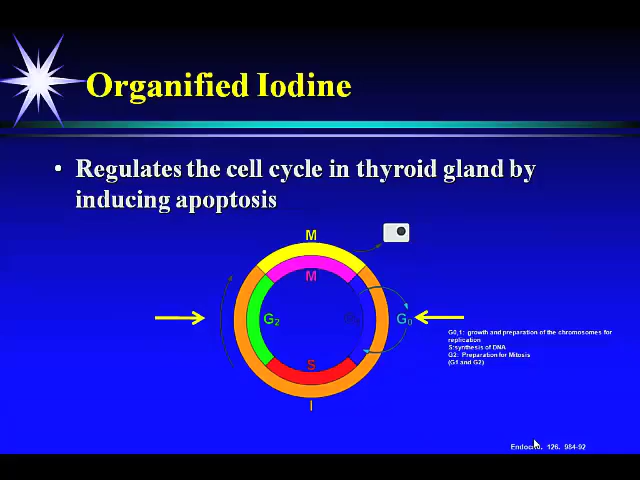 Organified Iodine
• Regulates the cell cycle in thyroid gland by
inducing apoptosis
M
M
G2
G0
S
I
G0,1: growth and preparation of the chromosomes for
replication
S:synthesis of DNA
G2: Preparation for Mitosis
(G1 and G2)
126. 984-92